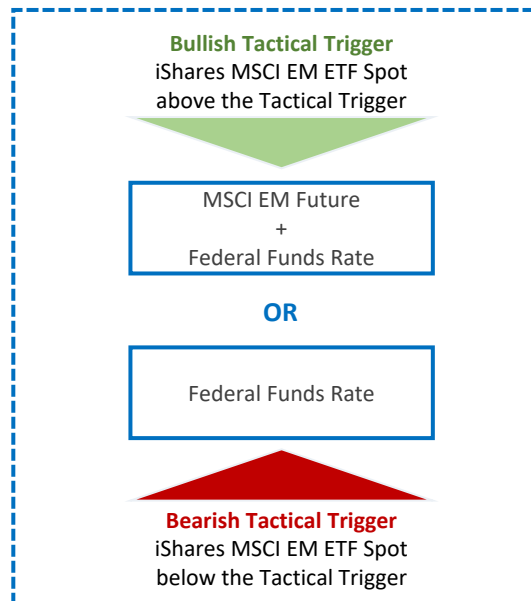 Bullish Tactical Trigger
iShares MSCI EM ETF Spot
above the Tactical Trigger
MSCI EM Future
+
Federal Funds Rate
OR
Federal Funds Rate
Bearish Tactical Trigger
iShares MSCI EM ETF Spot
below the Tactical Trigger